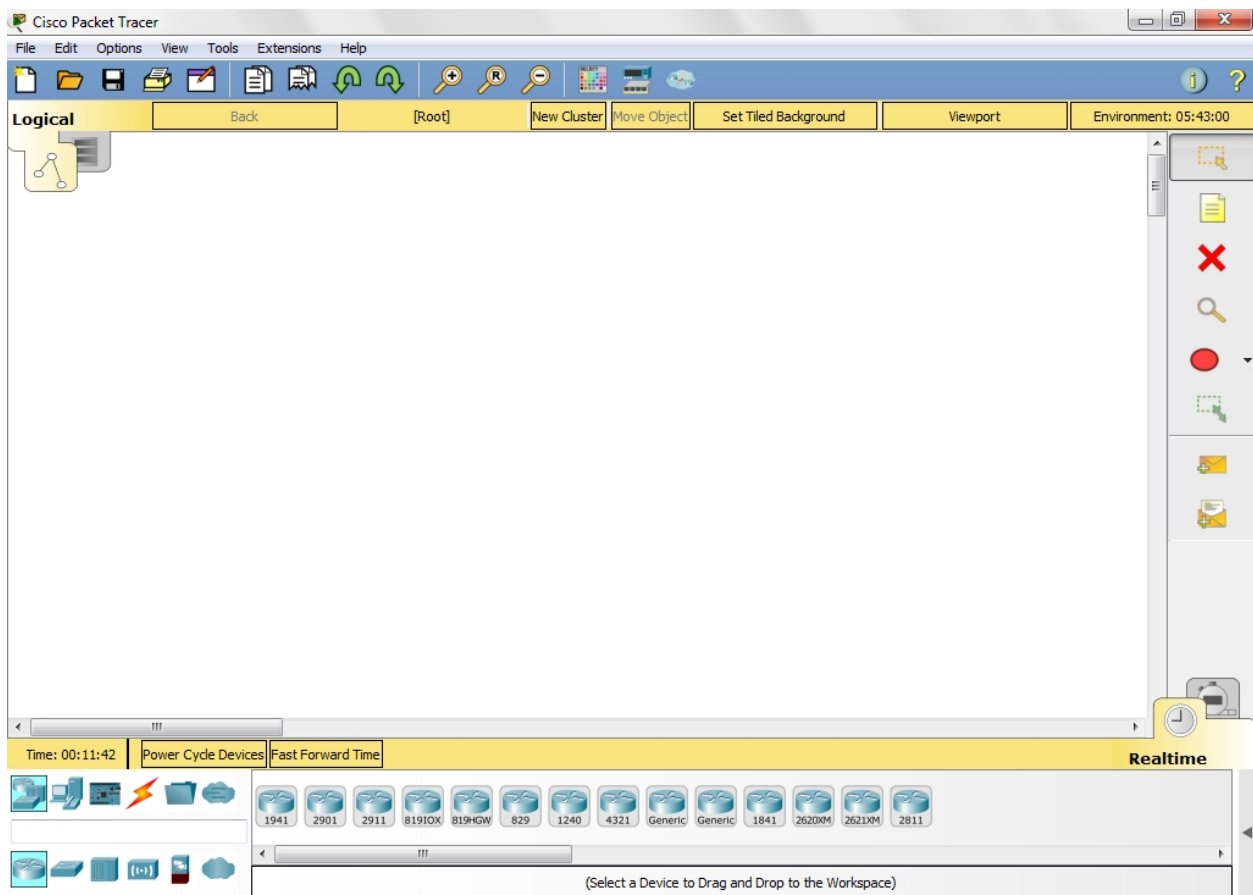 Cisco Packet Tracer
File Edit Options View Tools Extensions Help
Logical Back [Root] New Cluster Move Object Set Tiled Background Viewport Environment: 05:43:00
Time: 00:11:42 Power Cycle Devices Fast Forward Time Realtime
1941 2901 2911 819IOX 819HGW 829 1240 4321 Generic Generic 1841 2620XM 2621XM 2811
(Select a Device to Drag and Drop to the Workspace)